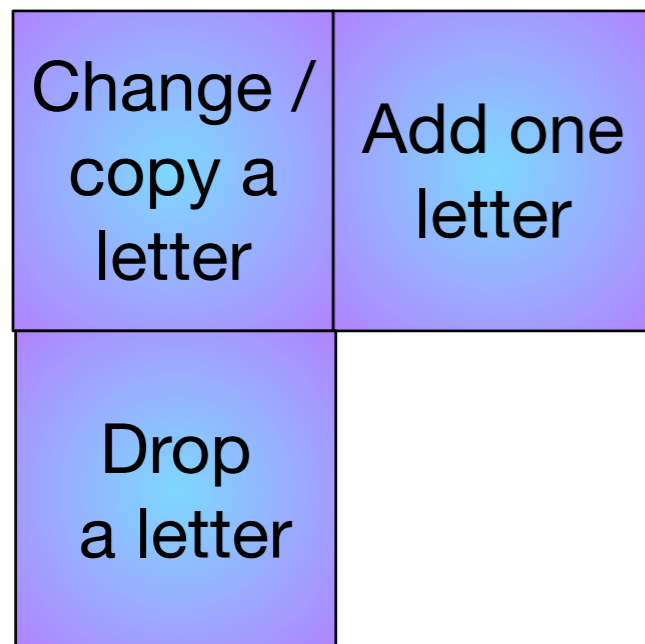 Change /
copy a
letter
Add one
letter
Drop
a letter